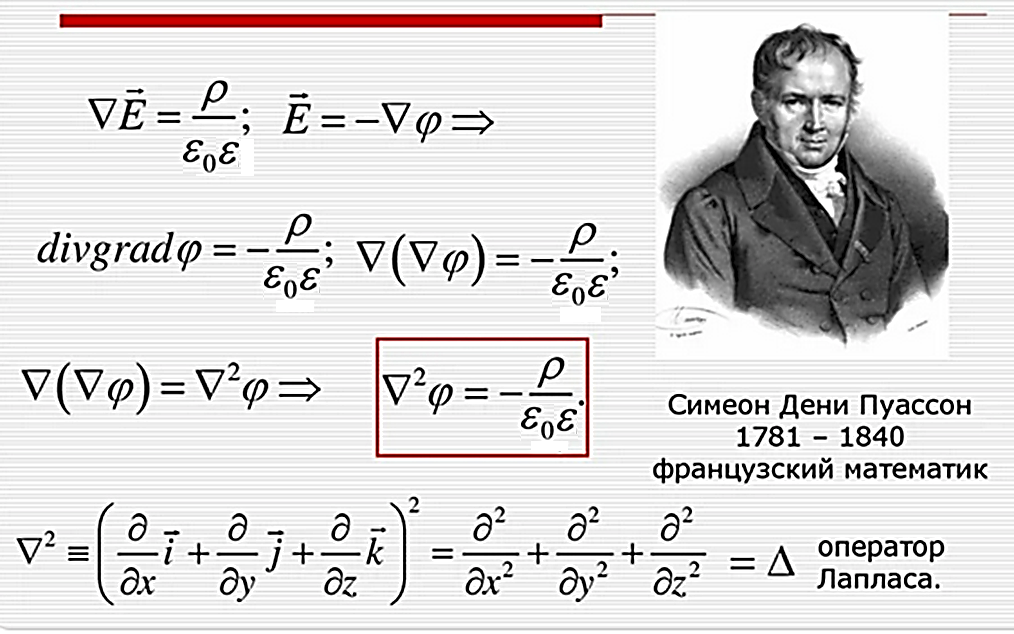 ∇E⃗ = ρ/(ε₀ε); E⃗ = −∇φ ⇒
divgradφ = −ρ/(ε₀ε); ∇(∇φ) = −ρ/(ε₀ε);
∇(∇φ) = ∇²φ ⇒ ∇²φ = −ρ/(ε₀ε).
Симеон Дени Пуассон
1781 – 1840
французский математик
∇² ≡ (∂/∂x i⃗ + ∂/∂y j⃗ + ∂/∂z k⃗)² = ∂²/∂x² + ∂²/∂y² + ∂²/∂z² = Δ
оператор
Лапласа.